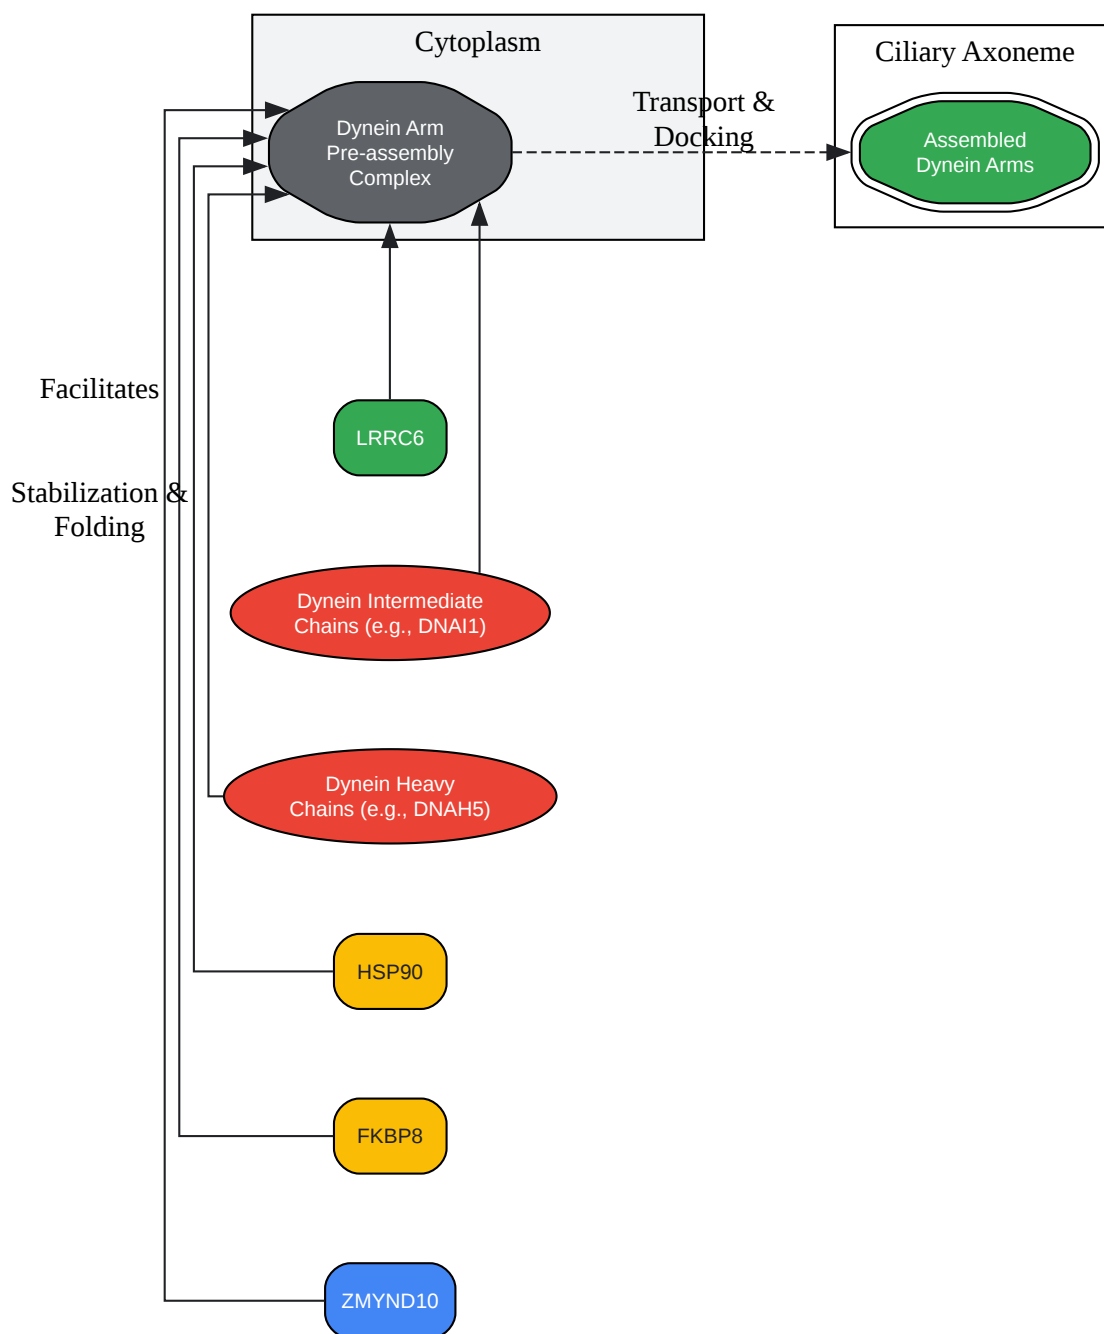 Cytoplasm
Ciliary Axoneme
Dynein Arm
Pre-assembly
Complex
Transport &
Docking
Assembled
Dynein Arms
Facilitates
LRRC6
Stabilization &
Folding
Dynein Intermediate
Chains (e.g., DNAI1)
Dynein Heavy
Chains (e.g., DNAH5)
HSP90
FKBP8
ZMYND10